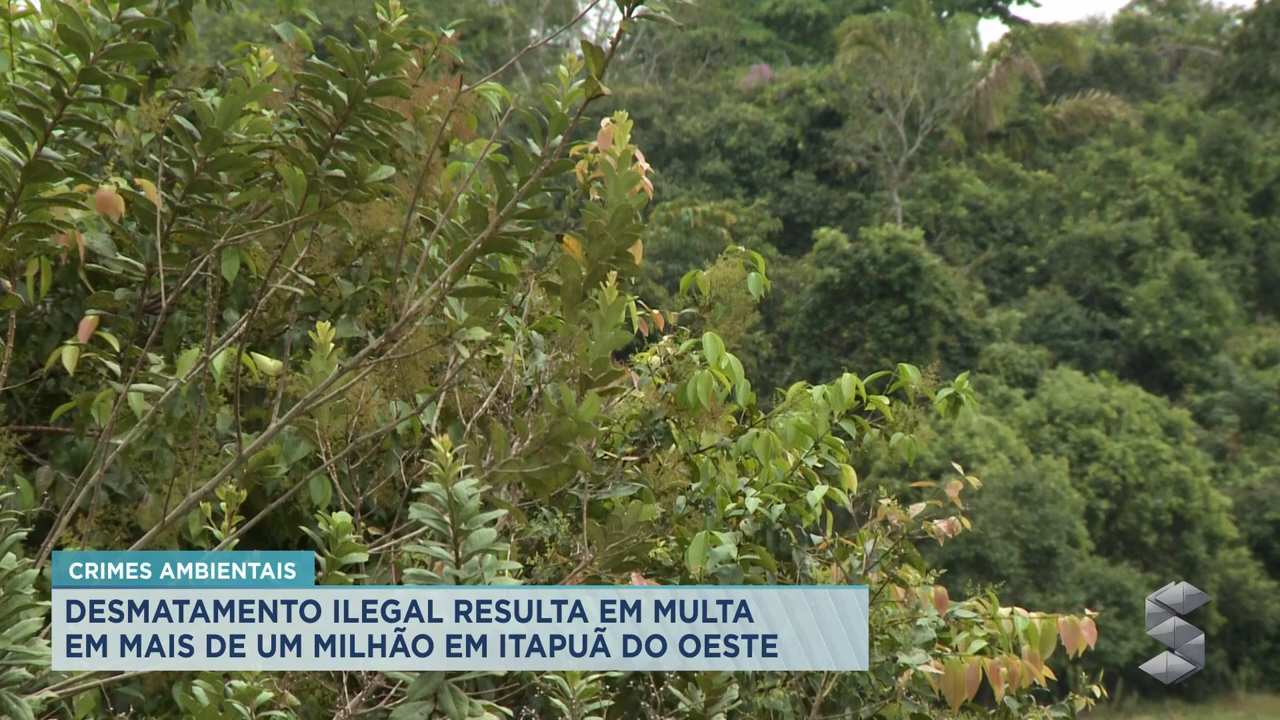 CRIMES AMBIENTAIS
DESMATAMENTO ILEGAL RESULTA EM MULTA
EM MAIS DE UM MILHÃO EM ITAPUÃ DO OESTE